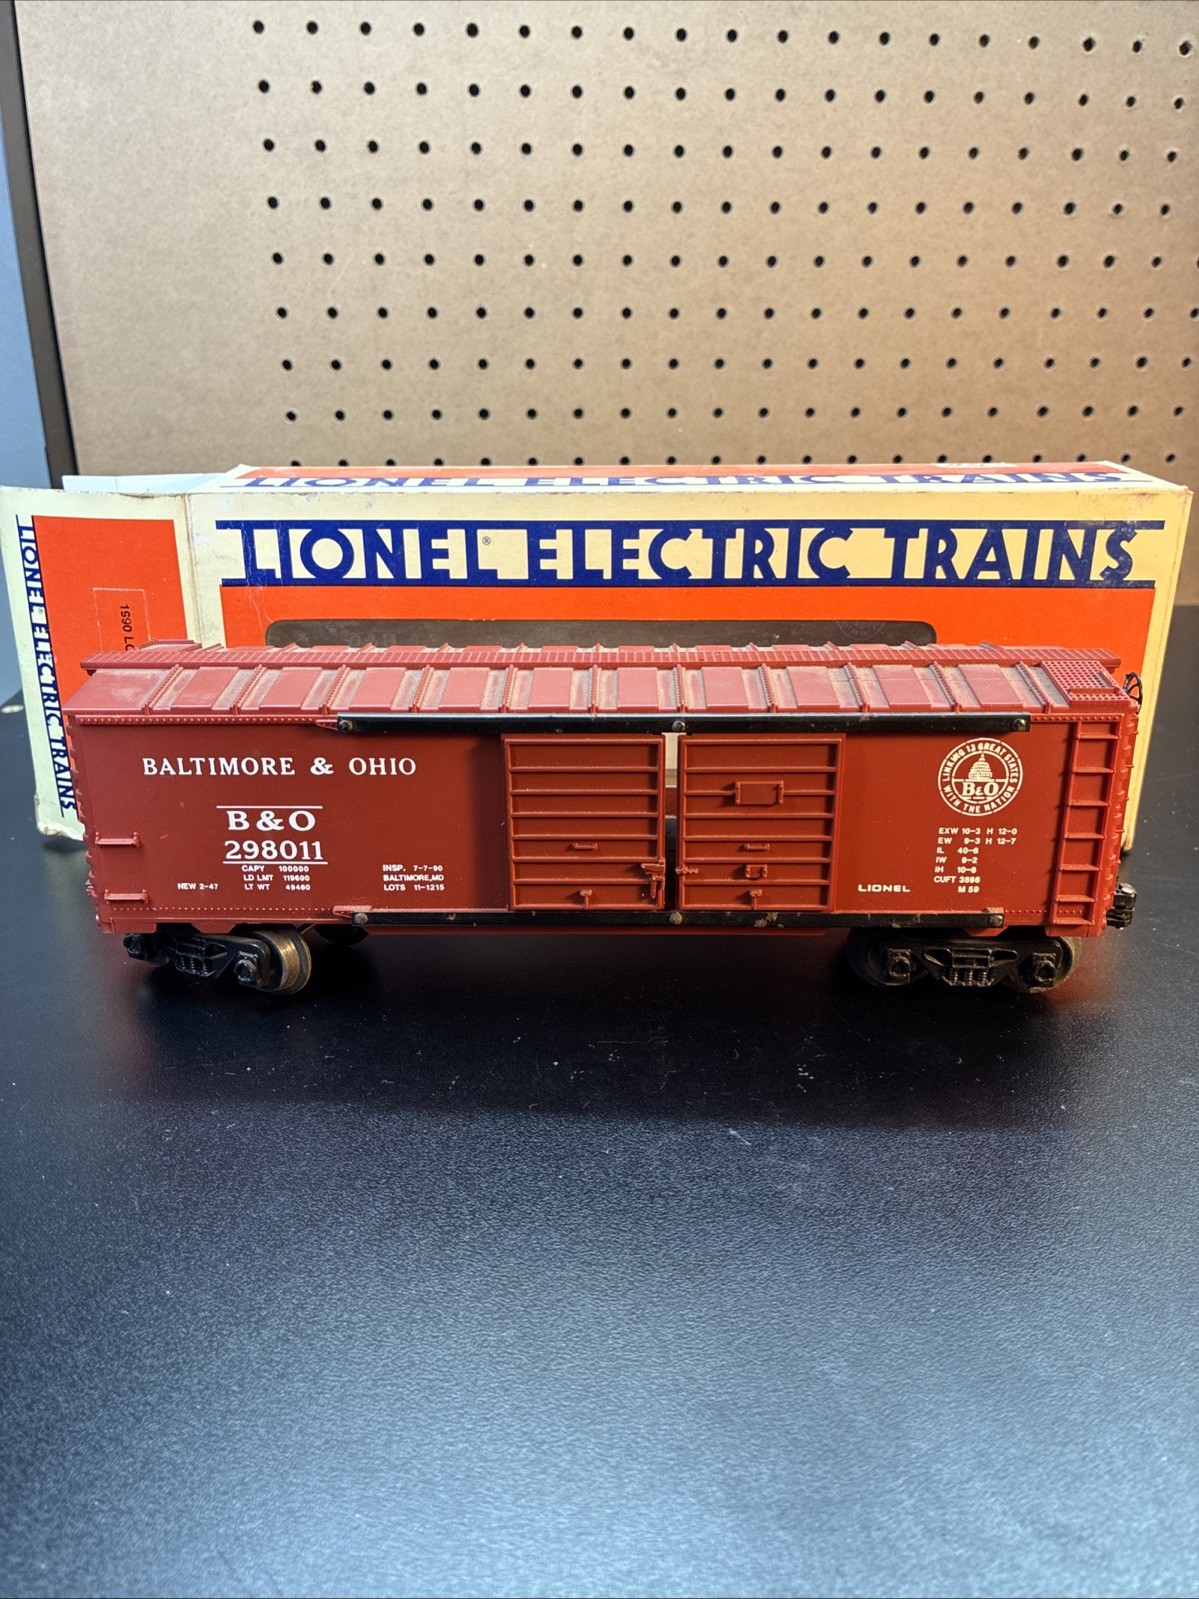 LIONEL ELECTRIC TRAINS
LIONEL® ELECTRIC TRAINS
LIONEL ELECTRIC TRAINS
1990
BALTIMORE & OHIO
B & O
298011
CAPY 100000
LD LMT 119600
LT WT 49460
NEW 2-47
INSP. 7-7-90
BALTIMORE, MD
LOTS 11-1215
LINKING 13 GREAT STATES
WITH THE NATION
B&O
EXW 10-3 H 12-0
EW 9-3 H 12-7
IL 40-6
IW 9-2
IH 10-6
CUFT 3898
M 59
LIONEL